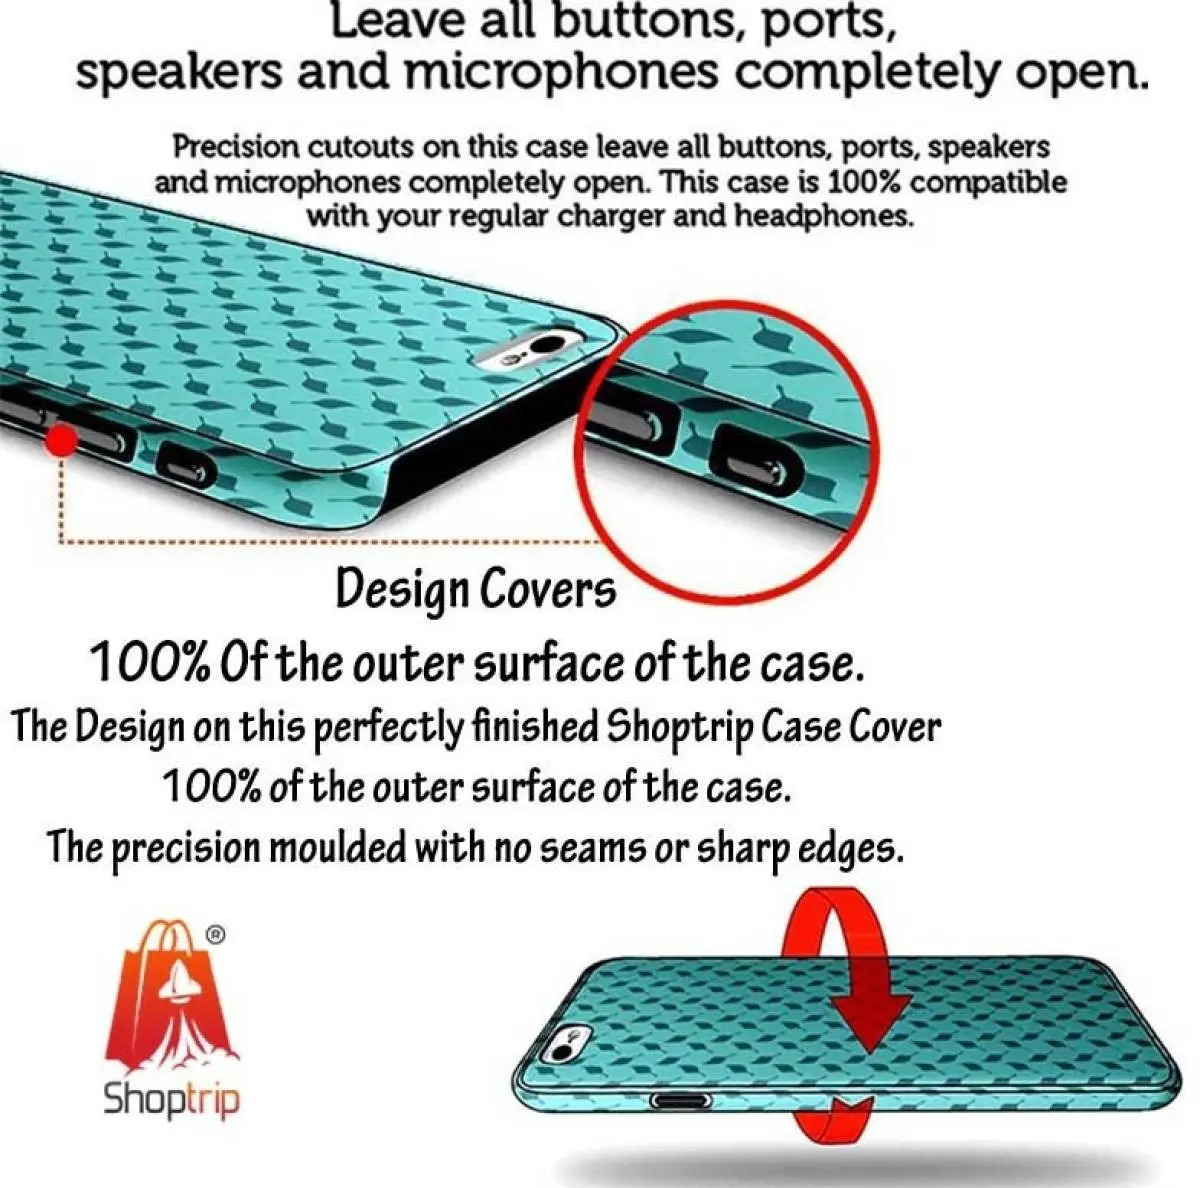 Leave all buttons, ports,
speakers and microphones completely open.
Precision cutouts on this case leave all buttons, ports, speakers
and microphones completely open. This case is 100% compatible
with your regular charger and headphones.
Design Covers
100% Of the outer surface of the case.
The Design on this perfectly finished Shoptrip Case Cover
100% of the outer surface of the case.
The precision moulded with no seams or sharp edges.
®
Shoptrip